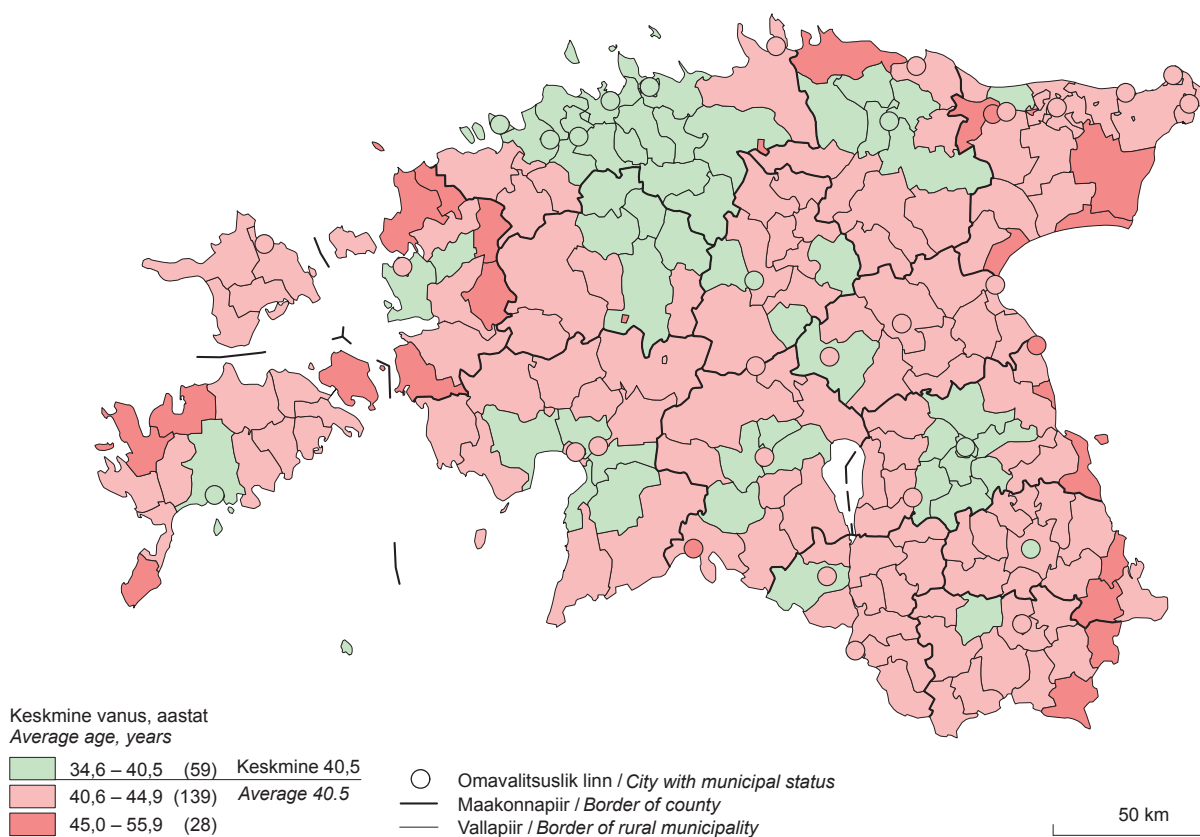 Keskmine vanus, aastat
Average age, years
34,6 – 40,5 (59) Keskmine 40,5
40,6 – 44,9 (139) Average 40.5
45,0 – 55,9 (28)
Omavalitsuslik linn / City with municipal status
Maakonnapiir / Border of county
Vallapiir / Border of rural municipality
50 km